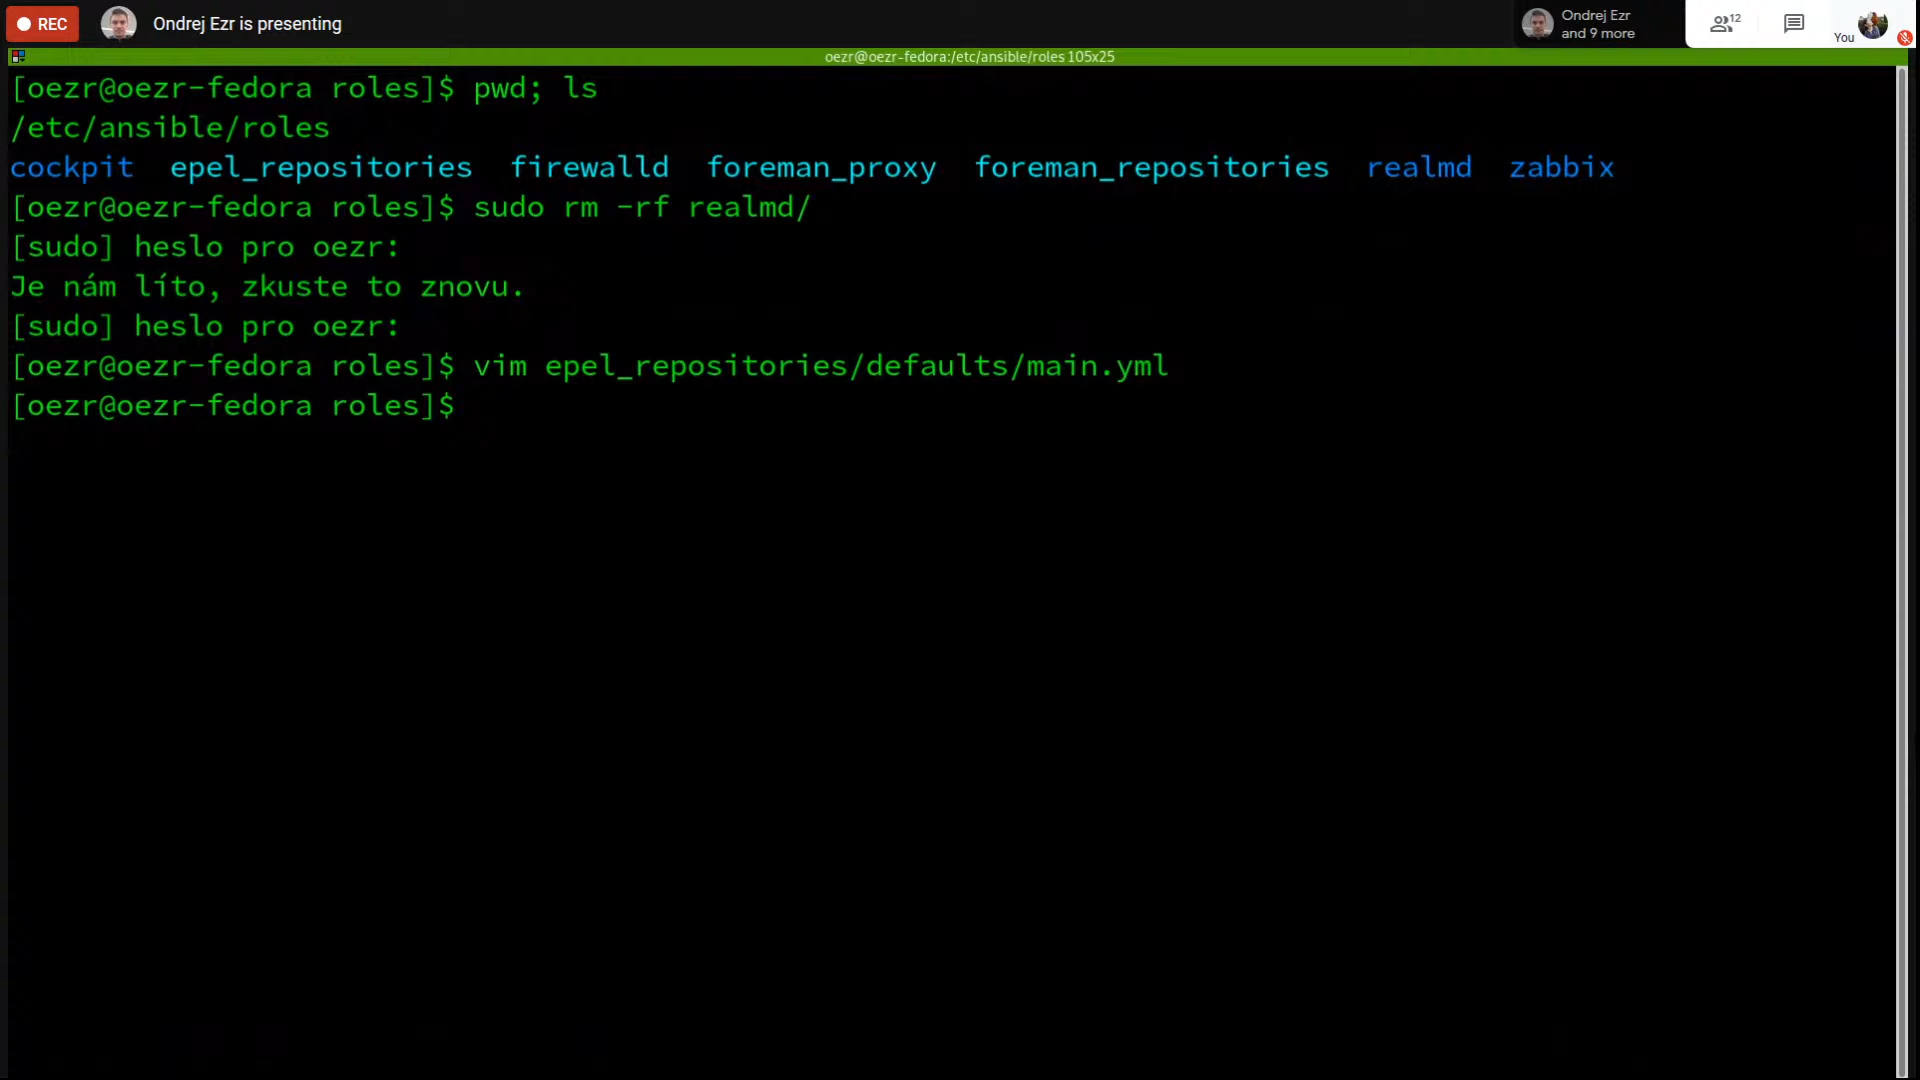 REC
Ondrej Ezr is presenting
Ondrej Ezr
and 9 more
12
You
oezr@oezr-fedora:/etc/ansible/roles 105x25
[oezr@oezr-fedora roles]$ pwd; ls
/etc/ansible/roles
cockpit epel_repositories firewalld foreman_proxy foreman_repositories realmd zabbix
[oezr@oezr-fedora roles]$ sudo rm -rf realmd/
[sudo] heslo pro oezr:
Je nám líto, zkuste to znovu.
[sudo] heslo pro oezr:
[oezr@oezr-fedora roles]$ vim epel_repositories/defaults/main.yml
[oezr@oezr-fedora roles]$